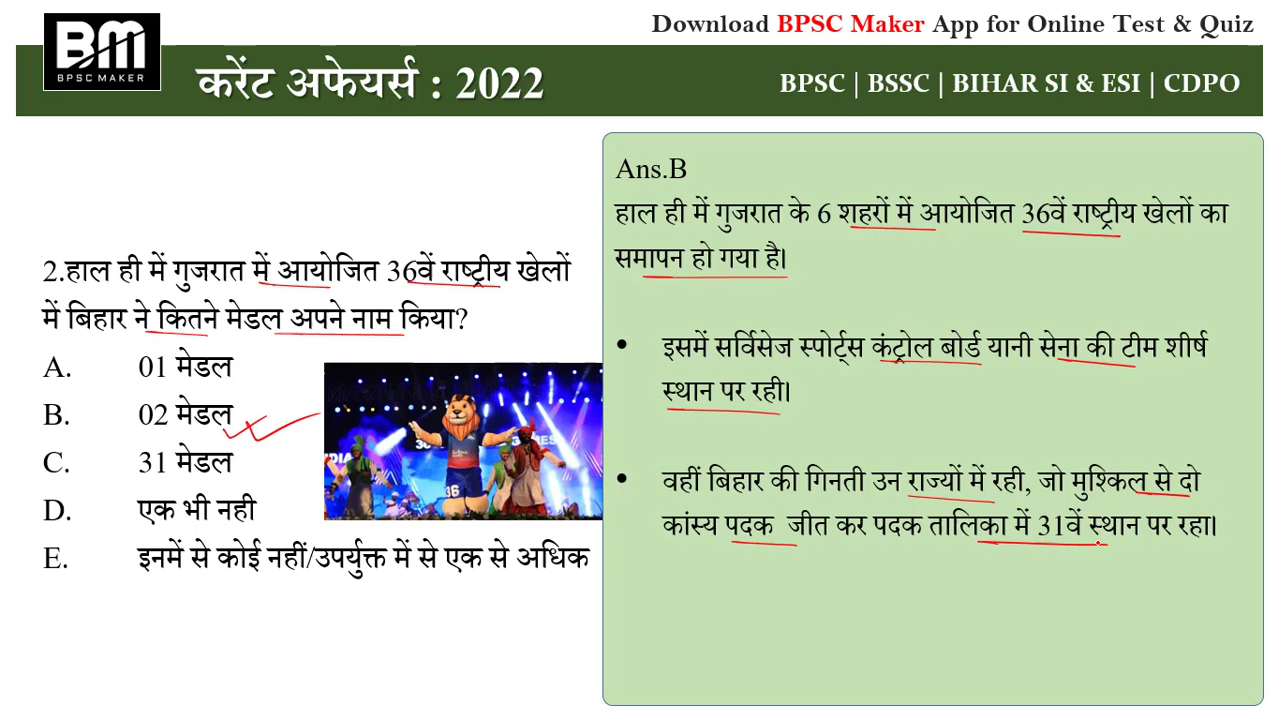 Download BPSC Maker App for Online Test & Quiz
BM
BPSC MAKER
करेंट अफेयर्स : 2022
BPSC | BSSC | BIHAR SI & ESI | CDPO
2.हाल ही में गुजरात में आयोजित 36वें राष्ट्रीय खेलों
में बिहार ने कितने मेडल अपने नाम किया?
A. 01 मेडल
B. 02 मेडल
C. 31 मेडल
D. एक भी नही
E. इनमें से कोई नहीं/उपर्युक्त में से एक से अधिक
36
Ans.B
हाल ही में गुजरात के 6 शहरों में आयोजित 36वें राष्ट्रीय खेलों का
समापन हो गया है।
• इसमें सर्विसेज स्पोर्ट्स कंट्रोल बोर्ड यानी सेना की टीम शीर्ष
स्थान पर रही।
• वहीं बिहार की गिनती उन राज्यों में रही, जो मुश्किल से दो
कांस्य पदक जीत कर पदक तालिका में 31वें स्थान पर रहा।